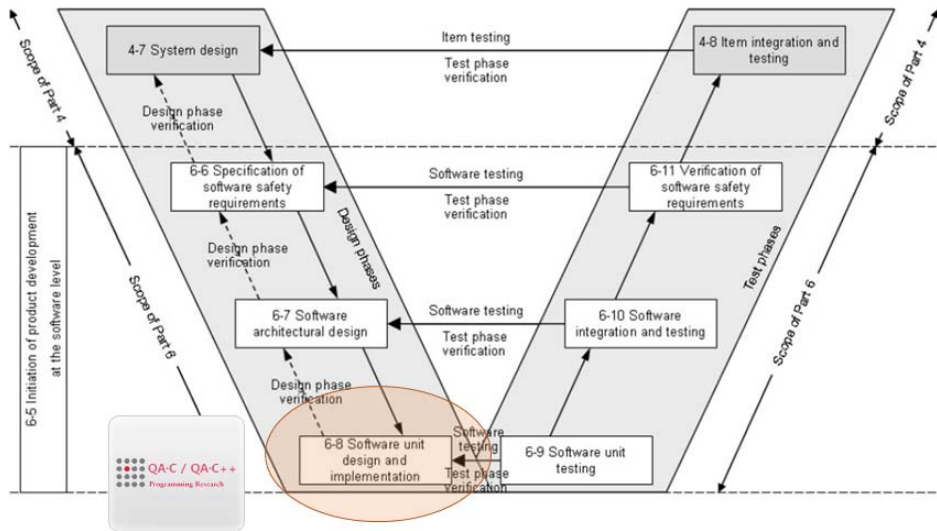 Scope of Part 4
4-7 System design
Item testing
Test phase
verification
4-8 Item integration and
testing
Scope of Part 4
Design phase
verification
6-5 Initiation of product development
at the software level
6-6 Specification of
software safety
requirements
Software testing
Test phase
verification
6-11 Verification of
software safety
requirements
Design phase
verification
Design phases
Test phases
Scope of Part 6
6-7 Software
architectural design
Software testing
Test phase
verification
6-10 Software
integration and testing
Scope of Part 6
Design phase
verification
6-8 Software unit
design and
implementation
Software
testing
Test phase
verification
6-9 Software unit
testing
QA·C / QA·C++
Programming Research